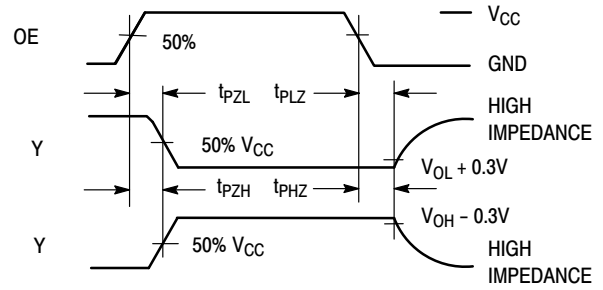 OE
50%
V_CC
GND
t_PZL
t_PLZ
HIGH
IMPEDANCE
Y
50% V_CC
V_OL + 0.3V
t_PZH
t_PHZ
V_OH − 0.3V
Y
50% V_CC
HIGH
IMPEDANCE